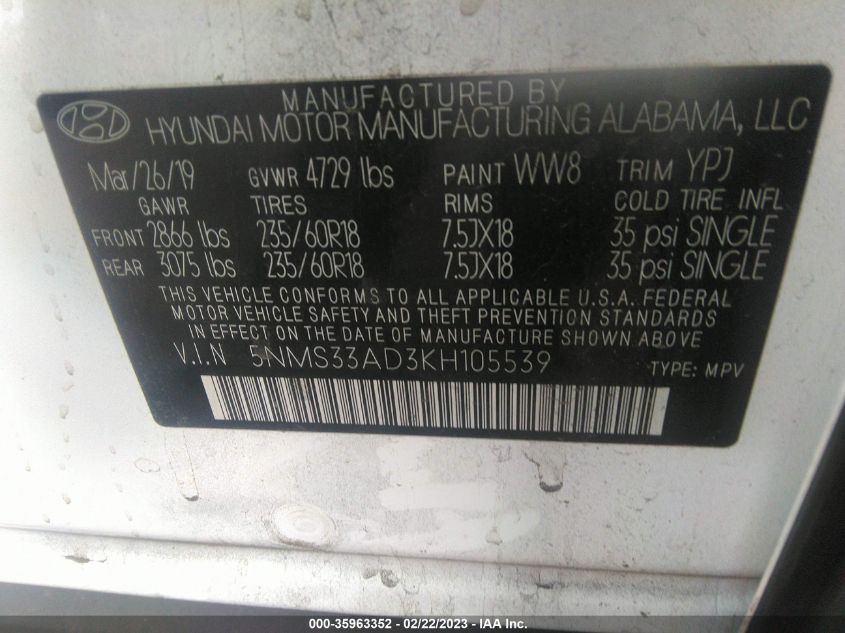 MANUFACTURED BY
HYUNDAI MOTOR MANUFACTURING ALABAMA, LLC
Mar/26/19 GVWR 4729 lbs PAINT WW8 TRIM YPJ
GAWR TIRES RIMS COLD TIRE INFL
FRONT 2866 lbs 235/60R18 7.5JX18 35 psi SINGLE
REAR 3075 lbs 235/60R18 7.5JX18 35 psi SINGLE
THIS VEHICLE CONFORMS TO ALL APPLICABLE U.S.A. FEDERAL
MOTOR VEHICLE SAFETY AND THEFT PREVENTION STANDARDS
IN EFFECT ON THE DATE OF MANUFACTURE SHOWN ABOVE.
V.I.N 5NMS33AD3KH105539 TYPE: MPV
000-35963352 - 02/22/2023 - IAA Inc.